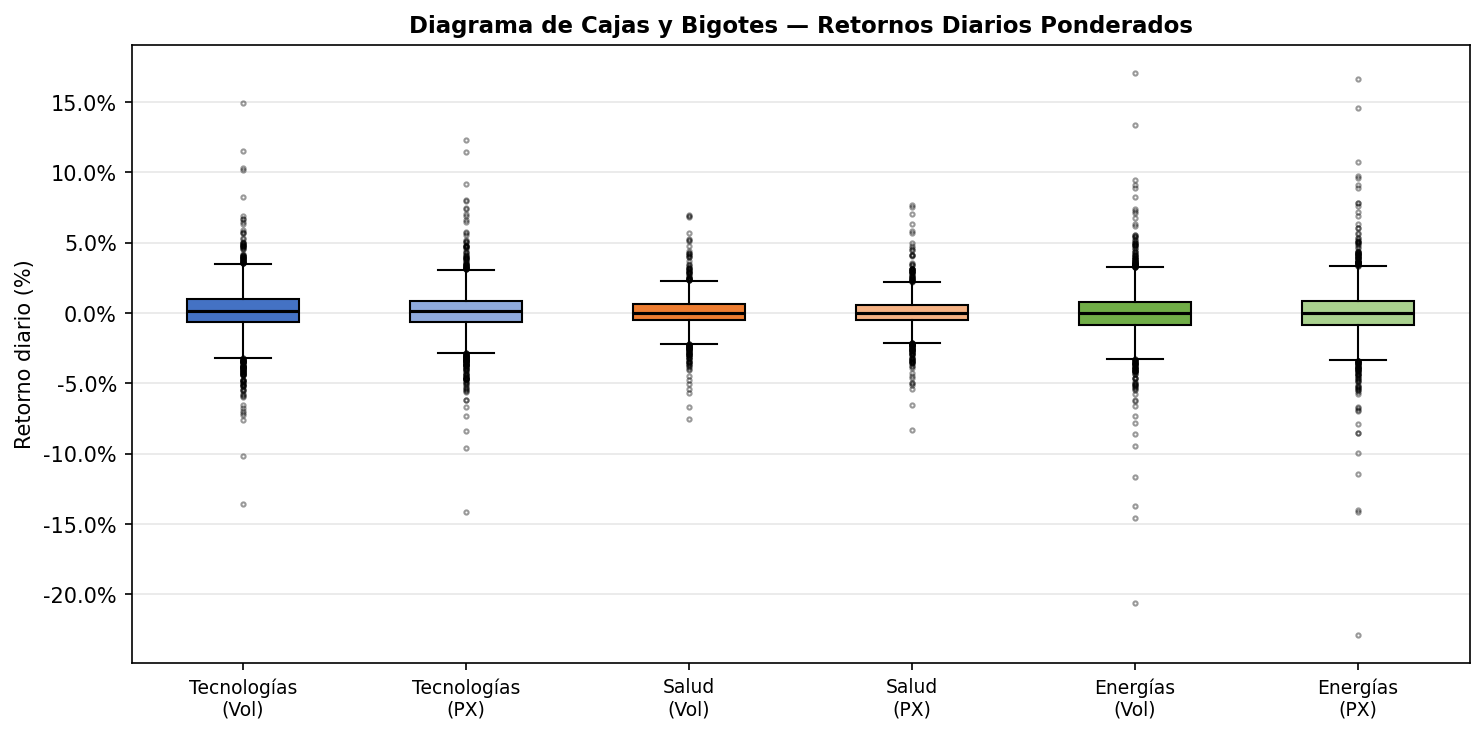 Diagrama de Cajas y Bigotes — Retornos Diarios Ponderados
Retorno diario (%)
15.0%
10.0%
5.0%
0.0%
-5.0%
-10.0%
-15.0%
-20.0%
Tecnologías
(Vol)
Tecnologías
(PX)
Salud
(Vol)
Salud
(PX)
Energías
(Vol)
Energías
(PX)